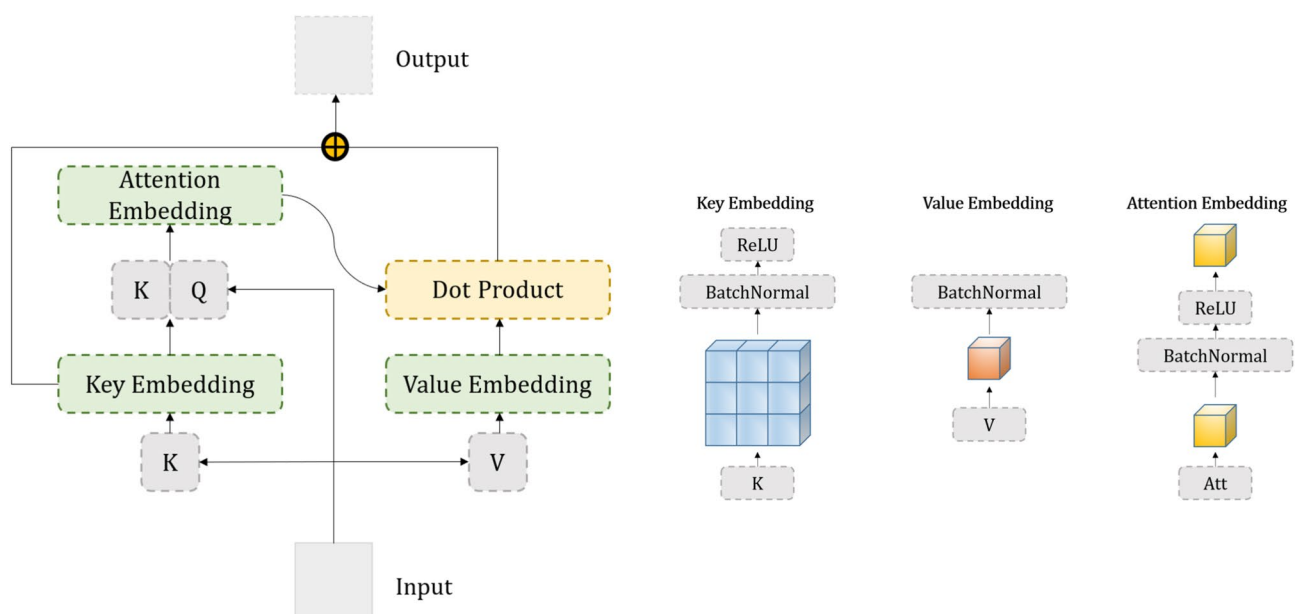 Output
Attention
Embedding
K
Q
Dot Product
Key Embedding
Value Embedding
K
V
Input
Key Embedding
ReLU
BatchNormal
K
Value Embedding
BatchNormal
V
Attention Embedding
ReLU
BatchNormal
Att